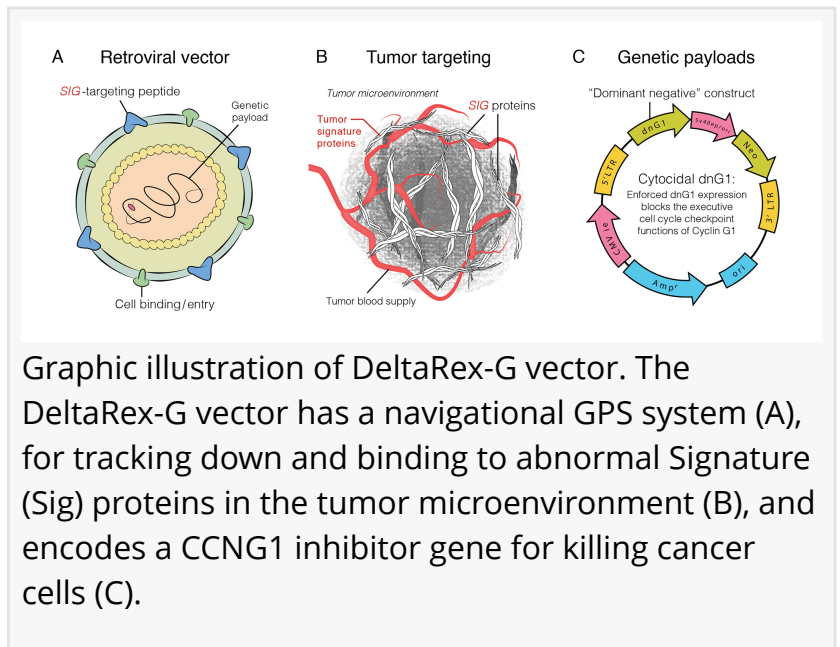 A Retroviral vector
SIG-targeting peptide
Genetic
payload
Cell binding/entry
B Tumor targeting
Tumor microenvironment
SIG proteins
Tumor
signature
proteins
Tumor blood supply
C Genetic payloads
“Dominant negative” construct
dnG1
Sv40ep/ori
Neo
3' LTR
ori
Ampr
CMV ie
5'LTR
Cytocidal dnG1:
Enforced dnG1 expression
blocks the executive
cell cycle checkpoint
functions of Cyclin G1
Graphic illustration of DeltaRex-G vector. The
DeltaRex-G vector has a navigational GPS system (A),
for tracking down and binding to abnormal Signature
(Sig) proteins in the tumor microenvironment (B), and
encodes a CCNG1 inhibitor gene for killing cancer
cells (C).